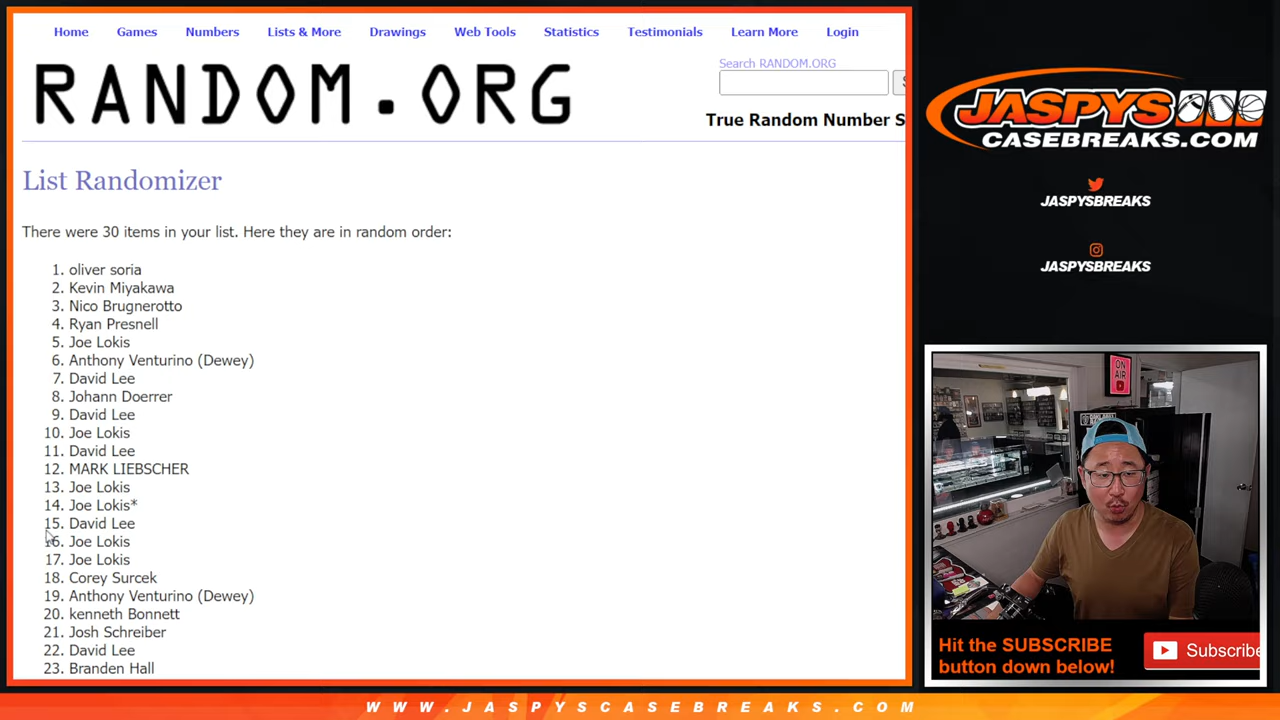 Home Games Numbers Lists & More Drawings Web Tools Statistics Testimonials Learn More Login
Search RANDOM.ORG
RANDOM.ORG
True Random Number S
List Randomizer
There were 30 items in your list. Here they are in random order:
1. oliver soria
2. Kevin Miyakawa
3. Nico Brugnerotto
4. Ryan Presnell
5. Joe Lokis
6. Anthony Venturino (Dewey)
7. David Lee
8. Johann Doerrer
9. David Lee
10. Joe Lokis
11. David Lee
12. MARK LIEBSCHER
13. Joe Lokis
14. Joe Lokis*
15. David Lee
16. Joe Lokis
17. Joe Lokis
18. Corey Surcek
19. Anthony Venturino (Dewey)
20. kenneth Bonnett
21. Josh Schreiber
22. David Lee
23. Branden Hall
JASPYS
CASEBREAKS.COM
JASPYSBREAKS
JASPYSBREAKS
ON
AIR
Hit the SUBSCRIBE
button down below!
Subscribe
WWW.JASPYSCASEBREAKS.COM